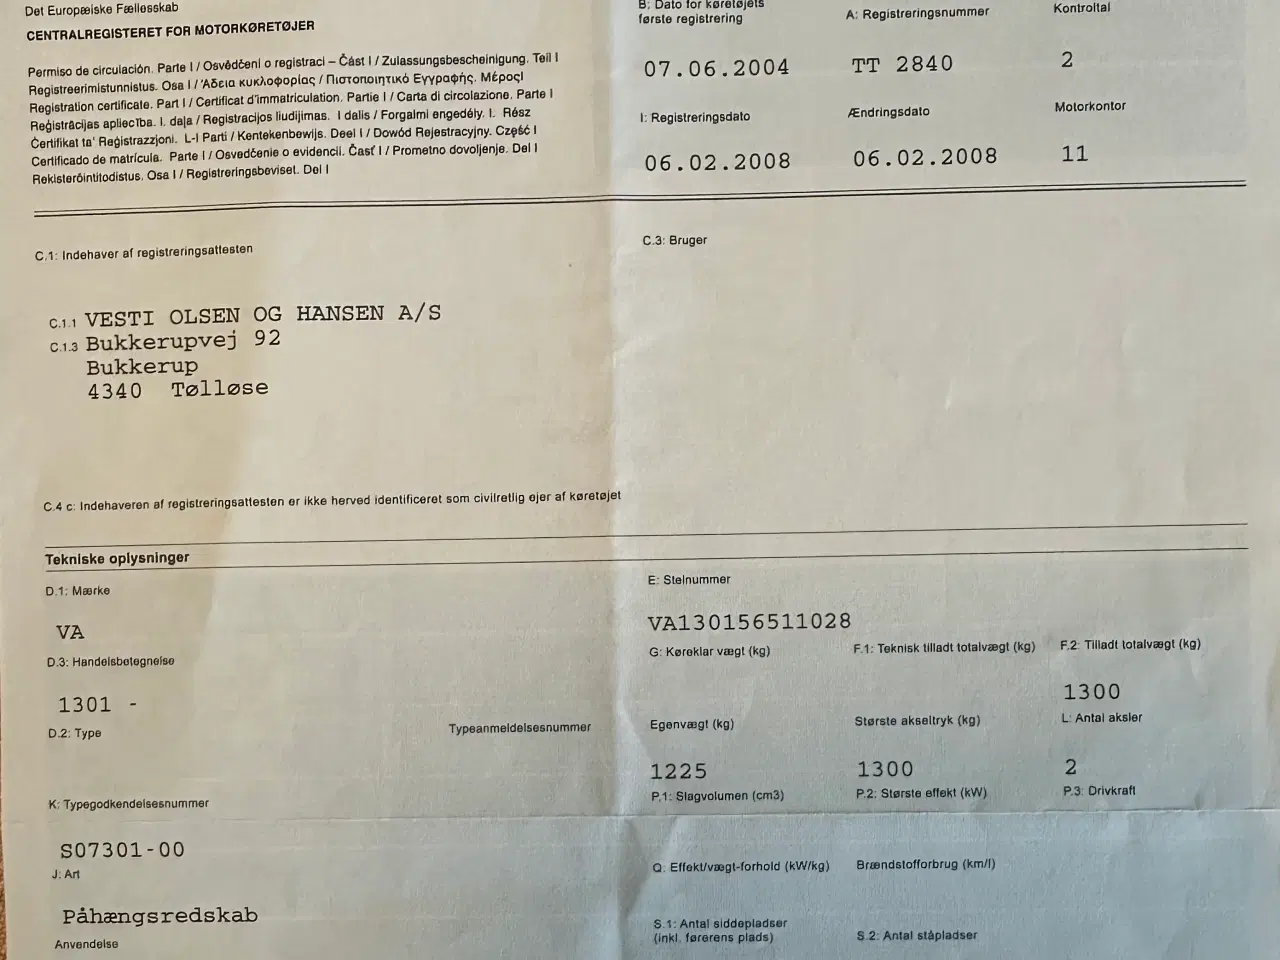 Det Europæiske Fællesskab
CENTRALREGISTERET FOR MOTORKØRETØJER
Permiso de circulación. Parte I / Osvědčení o registraci – Část I / Zulassungsbescheinigung. Teil I
Registreerimistunnistus. Osa I / Άδεια κυκλοφορίας / Πιστοποιητικό Εγγραφής. ΜέροςI
Registration certificate. Part I / Certificat d'immatriculation. Partie I / Carta di circolazione. Parte I
Reģistrācijas apliecība. I. daļa / Registracijos liudijimas. I dalis / Forgalmi engedély. I. Rész
Ċertifikat ta' Reġistrazzjoni. L-I Parti / Kentekenbewijs. Deel I / Dowód Rejestracyjny. Część I
Certificado de matrícula. Parte I / Osvedčenie o evidencii. Časť I / Prometno dovoljenje. Del I
Rekisteröintitodistus. Osa I / Registreringsbeviset. Del I
B: Dato for køretøjets
første registrering
A: Registreringsnummer
Kontroltal
07.06.2004
TT 2840
2
I: Registreringsdato
Ændringsdato
Motorkontor
06.02.2008
06.02.2008
11
C.1: Indehaver af registreringsattesten
C.3: Bruger
C.1.1 VESTI OLSEN OG HANSEN A/S
C.1.3 Bukkerupvej 92
Bukkerup
4340 Tølløse
C.4 c: Indehaveren af registreringsattesten er ikke herved identificeret som civilretlig ejer af køretøjet
Tekniske oplysninger
D.1: Mærke
E: Stelnummer
VA
VA130156511028
D.3: Handelsbetegnelse
G: Køreklar vægt (kg)
F.1: Teknisk tilladt totalvægt (kg)
F.2: Tilladt totalvægt (kg)
1301 -
1300
D.2: Type
Typeanmeldelsesnummer
Egenvægt (kg)
Største akseltryk (kg)
L: Antal aksler
1225
1300
2
K: Typegodkendelsesnummer
P.1: Slagvolumen (cm3)
P.2: Største effekt (kW)
P.3: Drivkraft
S07301-00
J: Art
Q: Effekt/vægt-forhold (kW/kg)
Brændstofforbrug (km/l)
Påhængsredskab
Anvendelse
S.1: Antal siddepladser
(inkl. førerens plads)
S.2: Antal ståpladser